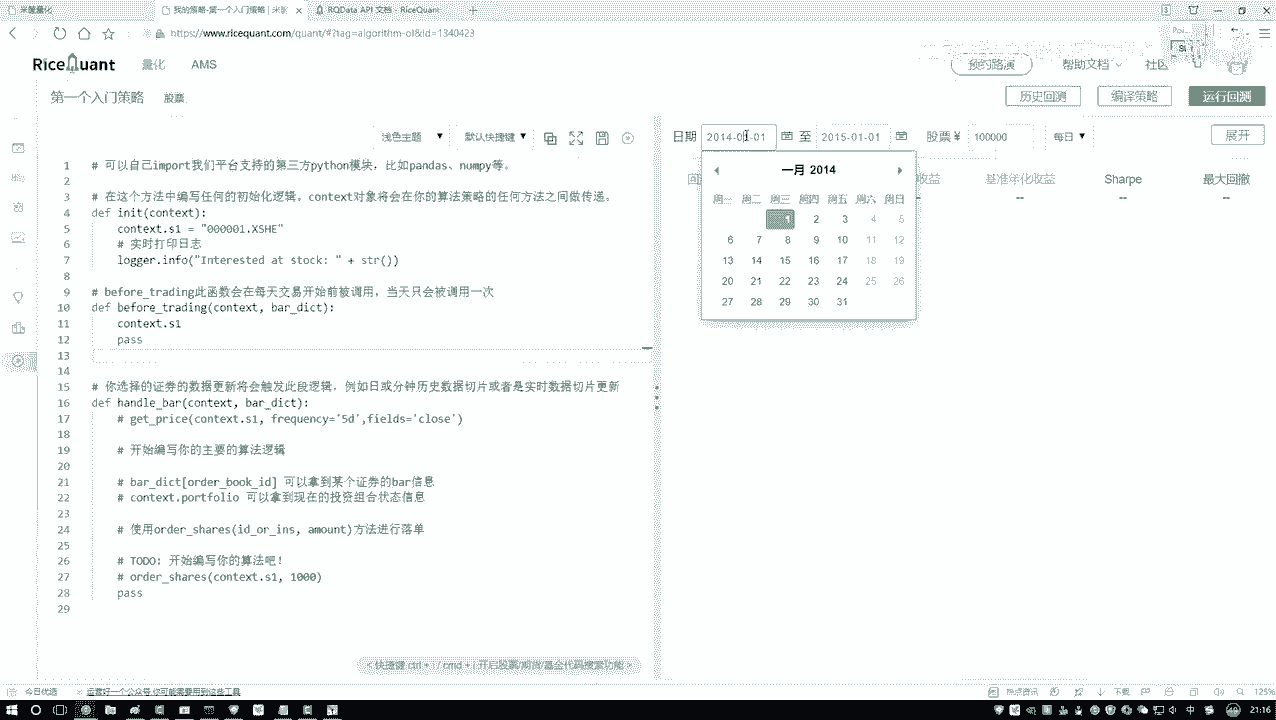 米筐量化
我的策略-第一个入门策略 | 米
RQData API 文档 - RiceQuant
https://www.ricequant.com/quant/#?tag=algorithm-ol&id=1340423
RiceQuant 量化 AMS 预约路演 帮助文档 社区
第一个入门策略 股票 历史回测 编译策略 运行回测
浅色主题 默认快捷键 日期 2014-01-01 至 2015-01-01 股票¥ 100000 每日 展开
收益 基准年化收益 Sharpe 最大回撤
-- -- -- --
一月 2014
周一 周二 周三 周四 周五 周六 周日
1 2 3 4 5
6 7 8 9 10 11 12
13 14 15 16 17 18 19
20 21 22 23 24 25 26
27 28 29 30 31
1 # 可以自己import我们平台支持的第三方python模块，比如pandas、numpy等。
2
3 # 在这个方法中编写任何的初始化逻辑。context对象将会在你的算法策略的任何方法之间做传递。
4 def init(context):
5 context.s1 = "000001.XSHE"
6 # 实时打印日志
7 logger.info("Interested at stock: " + str())
8
9 # before_trading此函数会在每天交易开始前被调用，当天只会被调用一次
10 def before_trading(context, bar_dict):
11 context.s1
12 pass
13
14
15 # 你选择的证券的数据更新将会触发此段逻辑，例如日或分钟历史数据切片或者是实时数据切片更新
16 def handle_bar(context, bar_dict):
17 # get_price(context.s1, frequency='5d',fields='close')
18
19 # 开始编写你的主要的算法逻辑
20
21 # bar_dict[order_book_id] 可以拿到某个证券的bar信息
22 # context.portfolio 可以拿到现在的投资组合状态信息
23
24 # 使用order_shares(id_or_ins, amount)方法进行落单
25
26 # TODO: 开始编写你的算法吧！
27 # order_shares(context.s1, 1000)
28 pass
29
快捷键 ctrl + I / cmd + I 开启股票/期货/基金代码搜索功能
今日优选 运营好一个公众号,你可能需要用到这些工具 热点资讯 下载 125%
中 21:16